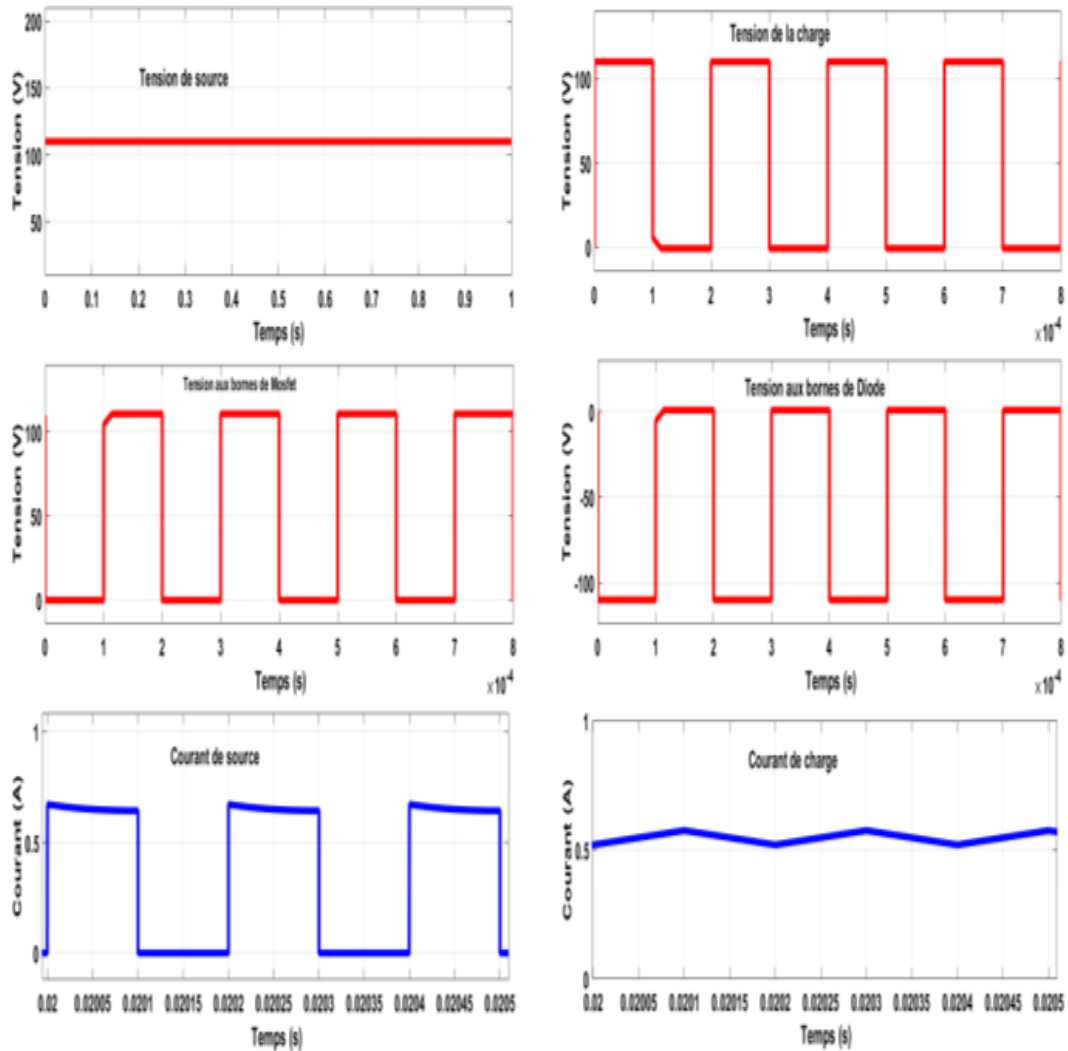 Tension de source
Tension (V)
200
150
100
50
0 0.1 0.2 0.3 0.4 0.5 0.6 0.7 0.8 0.9 1
Temps (s)
Tension de la charge
Tension (V)
100
50
0
0 1 2 3 4 5 6 7 8
Temps (s)
×10-4
Tension aux bornes de Mosfet
Tension (V)
100
50
0
0 1 2 3 4 5 6 7 8
Temps (s)
×10-4
Tension aux bornes de Diode
Tension (V)
0
-50
-100
0 1 2 3 4 5 6 7 8
Temps (s)
×10-4
Courant de source
Courant (A)
1
0.5
0
0.02 0.02005 0.0201 0.02015 0.0202 0.02025 0.0203 0.02035 0.0204 0.02045 0.0205
Temps (s)
Courant de charge
Courant (A)
1
0.5
0
0.02 0.02005 0.0201 0.02015 0.0202 0.02025 0.0203 0.02035 0.0204 0.02045 0.0205
Temps (s)